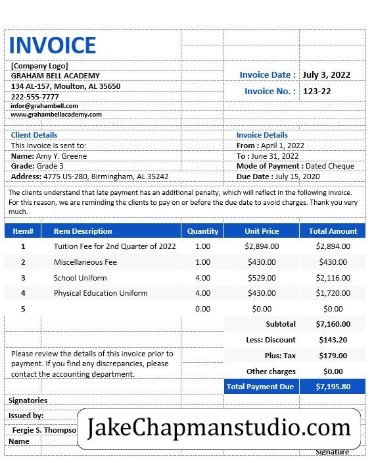 INVOICE
[Company Logo]
GRAHAM BELL ACADEMY
134 AL-157, Moulton, AL 35650
222-555-7777
infor@grahambell.com
www.grahambellacademy.com
Invoice Date : July 3, 2022
Invoice No. : 123-22
Client Details
This invoice is sent to:
Name: Amy Y. Greene
Grade: Grade 3
Address: 4775 US-280, Birmingham, AL 35242
Invoice Details
From : April 1, 2022
To : June 31, 2022
Mode of Payment : Dated Cheque
Due Date : July 15, 2020
The clients understand that late payment has an additional penalty, which will reflect in the following invoice.
For this reason, we are reminding the clients to pay on or before the due date to avoid charges. Thank you very
much.
Item# Item Description Quantity Unit Price Total Amount
1 Tuition Fee for 2nd Quarter of 2022 1.00 $2,894.00 $2,894.00
2 Miscellaneous Fee 1.00 $430.00 $430.00
3 School Uniform 4.00 $529.00 $2,116.00
4 Physical Education Uniform 4.00 $430.00 $1,720.00
5 0.00 $0.00 $0.00
Subtotal $7,160.00
Less: Discount $143.20
Plus: Tax $179.00
Other charges $0.00
Total Payment Due $7,195.80
Please review the details of this invoice prior to
payment. If you find any discrepancies, please
contact the accounting department.
Signatories
Issued by:
Fergie S. Thompso
Name
Signature
JakeChapmanstudio.com